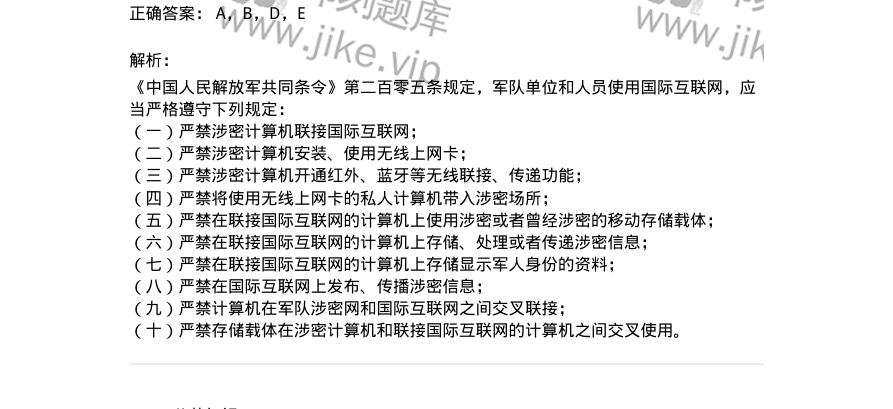 正确答案： A，B，D，E
刻题库
www.jike.vip
www.jik
解析：
《中国人民解放军共同条令》第二百零五条规定，军队单位和人员使用国际互联网，应
当严格遵守下列规定：
（一）严禁涉密计算机联接国际互联网；
（二）严禁涉密计算机安装、使用无线上网卡；
（三）严禁涉密计算机开通红外、蓝牙等无线联接、传递功能；
（四）严禁将使用无线上网卡的私人计算机带入涉密场所；
（五）严禁在联接国际互联网的计算机上使用涉密或者曾经涉密的移动存储载体；
（六）严禁在联接国际互联网的计算机上存储、处理或者传递涉密信息；
（七）严禁在联接国际互联网的计算机上存储显示军人身份的资料；
（八）严禁在国际互联网上发布、传播涉密信息；
（九）严禁计算机在军队涉密网和国际互联网之间交叉联接；
（十）严禁存储载体在涉密计算机和联接国际互联网的计算机之间交叉使用。